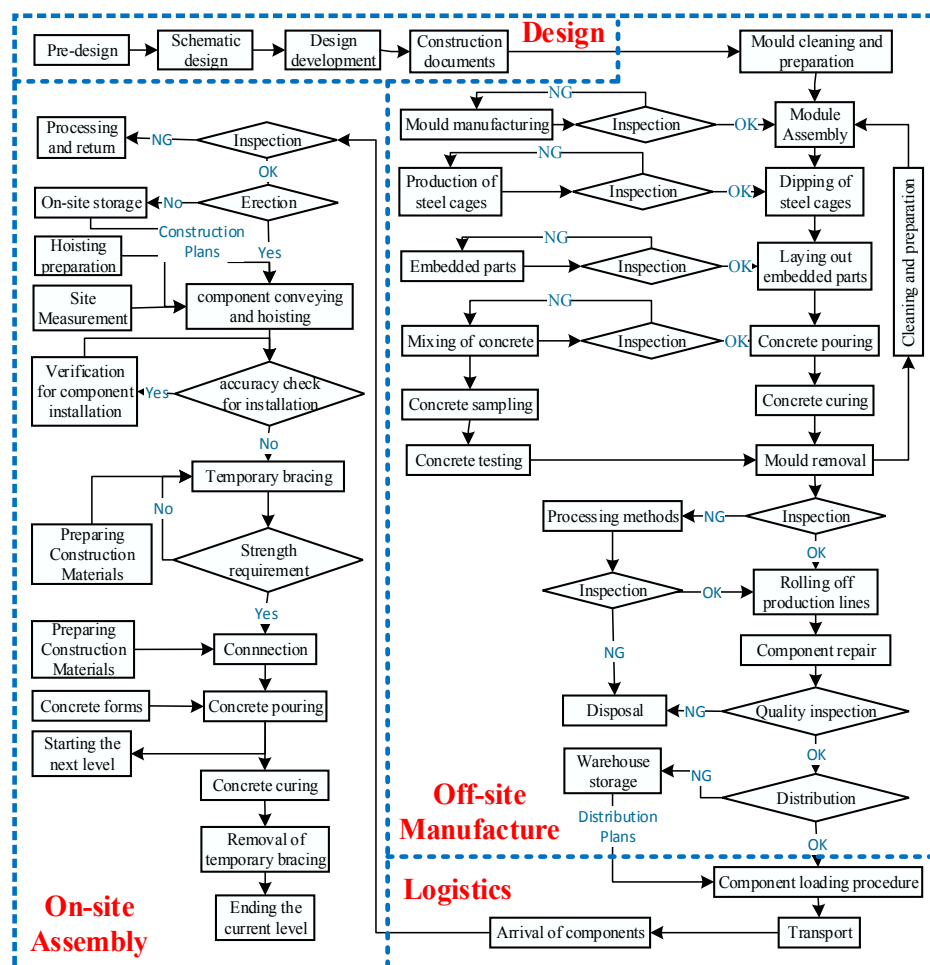 Pre-design
Schematic
design
Design
development
Construction
documents
Design
Mould cleaning and
preparation
NG
Mould manufacturing
Inspection
OK
Module
Assembly
NG
Production of
steel cages
Inspection
OK
Dipping of
steel cages
NG
Embedded parts
Inspection
OK
Laying out
embedded parts
NG
Mixing of concrete
Inspection
OK
Concrete pouring
Cleaning and preparation
Concrete sampling
Concrete curing
Concrete testing
Mould removal
Processing methods
NG
Inspection
OK
Inspection
OK
Rolling off
production lines
NG
Component repair
Disposal
NG
Quality inspection
OK
Warehouse
storage
NG
Distribution
Distribution
Plans
OK
Off-site
Manufacture
Logistics
Component loading procedure
Transport
Arrival of components
Processing
and return
NG
Inspection
OK
On-site storage
No
Erection
Construction
Plans
Yes
Hoisting
preparation
Site
Measurement
component conveying
and hoisting
Verification
for component
installation
Yes
accuracy check
for installation
No
Temporary bracing
No
Preparing
Construction
Materials
Strength
requirement
Yes
Preparing
Construction
Materials
Connnection
Concrete forms
Concrete pouring
Starting the
next level
Concrete curing
Removal of
temporary bracing
Ending the
current level
On-site
Assembly